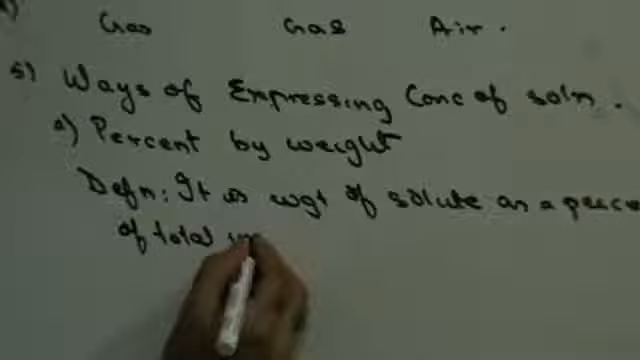 Gas Gas Air.
5) Ways of Expressing Conc of soln.
a) Percent by weight
Defn: It is wgt of solute as a
of total